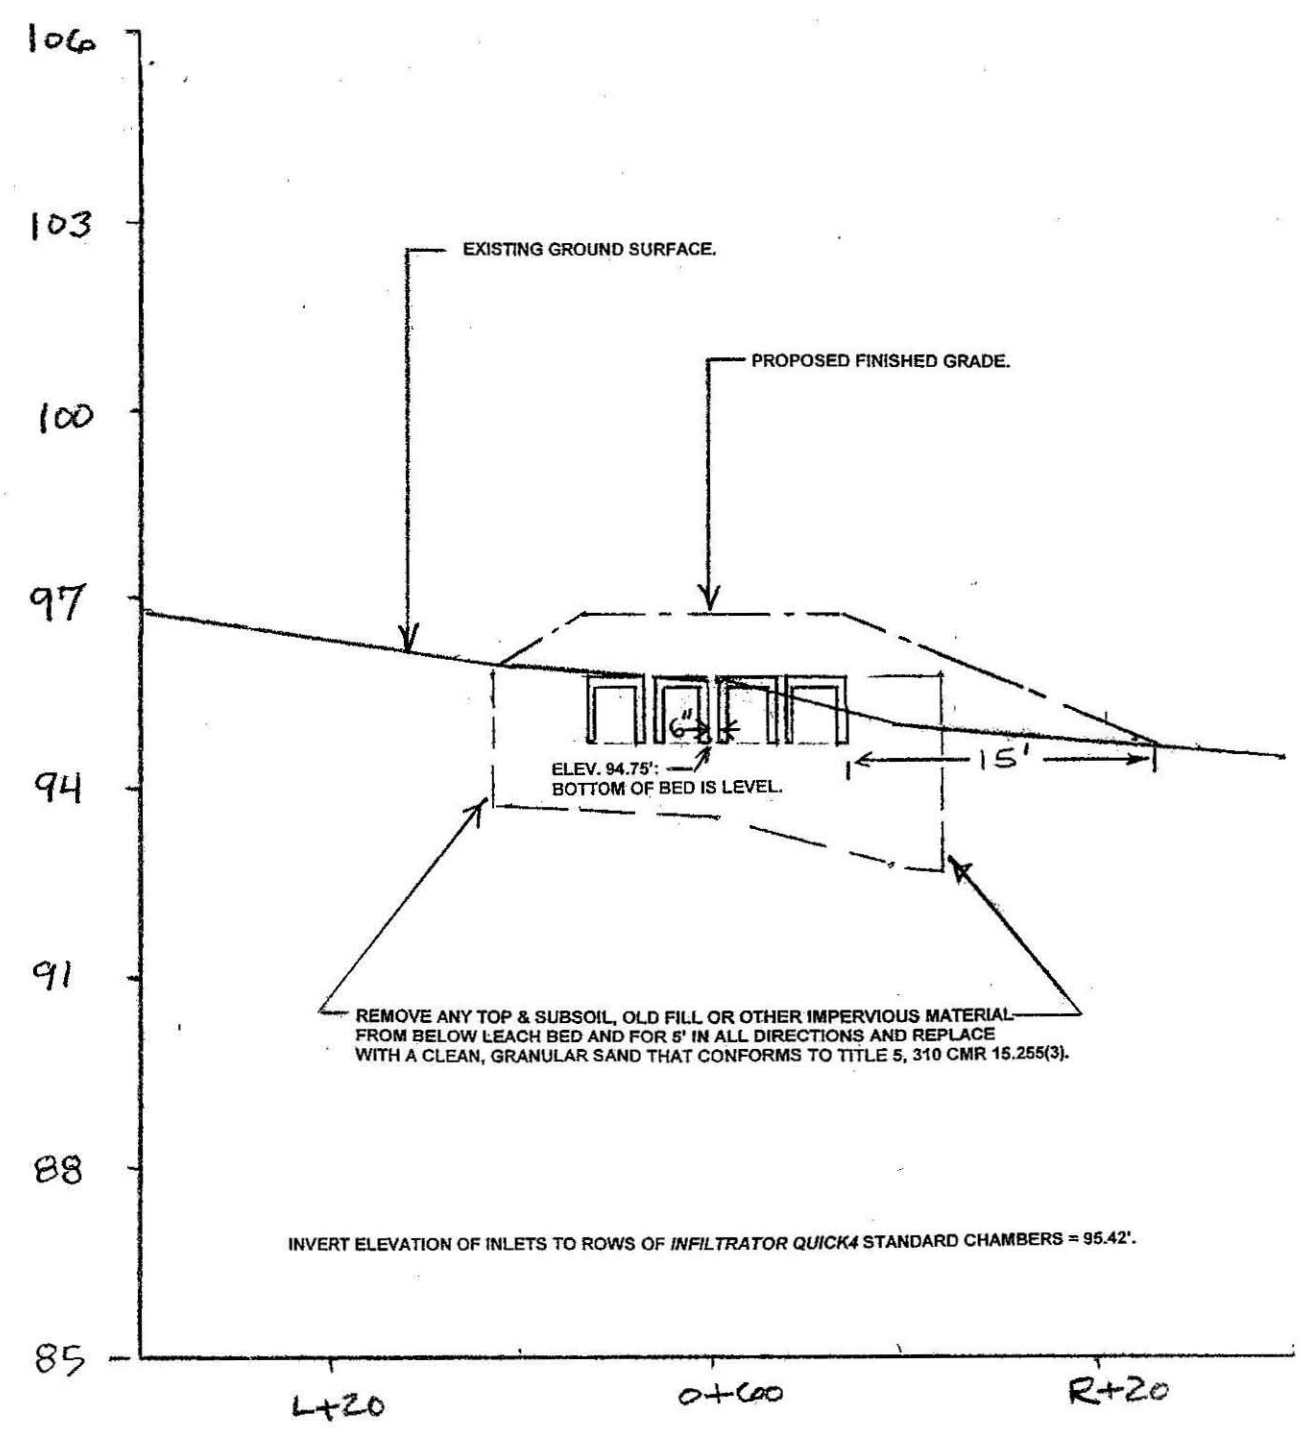 106
103
EXISTING GROUND SURFACE.
PROPOSED FINISHED GRADE.
100
97
6"
15'
ELEV. 94.75':
BOTTOM OF BED IS LEVEL.
94
91
REMOVE ANY TOP & SUBSOIL, OLD FILL OR OTHER IMPERVIOUS MATERIAL
FROM BELOW LEACH BED AND FOR 5' IN ALL DIRECTIONS AND REPLACE
WITH A CLEAN, GRANULAR SAND THAT CONFORMS TO TITLE 5, 310 CMR 15.255(3).
88
INVERT ELEVATION OF INLETS TO ROWS OF INFILTRATOR QUICK4 STANDARD CHAMBERS = 95.42'.
85
L+20
0+60
R+20